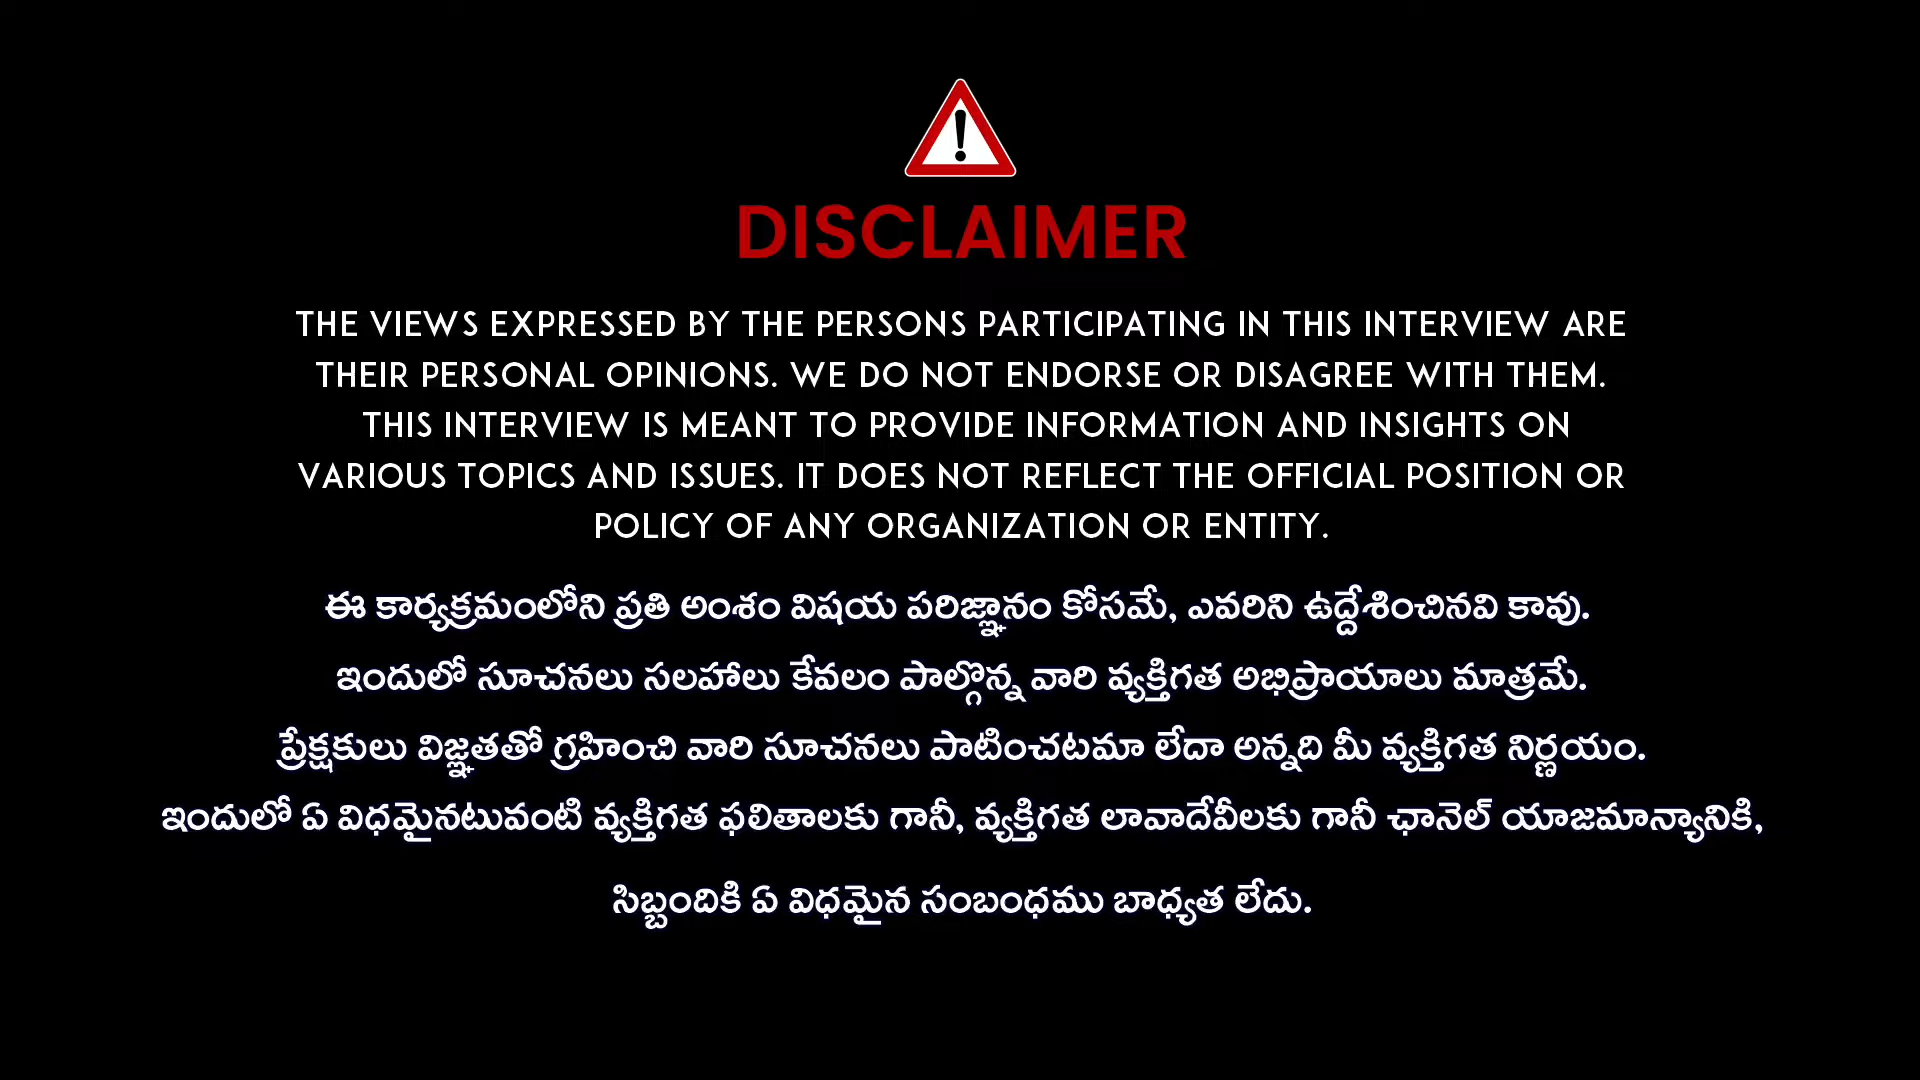 DISCLAIMER
THE VIEWS EXPRESSED BY THE PERSONS PARTICIPATING IN THIS INTERVIEW ARE
THEIR PERSONAL OPINIONS. WE DO NOT ENDORSE OR DISAGREE WITH THEM.
THIS INTERVIEW IS MEANT TO PROVIDE INFORMATION AND INSIGHTS ON
VARIOUS TOPICS AND ISSUES. IT DOES NOT REFLECT THE OFFICIAL POSITION OR
POLICY OF ANY ORGANIZATION OR ENTITY.
ఈ కార్యక్రమంలోని ప్రతి అంశం విషయ పరిజ్ఞానం కోసమే, ఎవరిని ఉద్దేశించినవి కావు.
ఇందులో సూచనలు సలహాలు కేవలం పాల్గొన్న వారి వ్యక్తిగత అభిప్రాయాలు మాత్రమే.
ప్రేక్షకులు విజ్ఞతతో గ్రహించి వారి సూచనలు పాటించటమా లేదా అన్నది మీ వ్యక్తిగత నిర్ణయం.
ఇందులో ఏ విధమైనటువంటి వ్యక్తిగత ఫలితాలకు గానీ, వ్యక్తిగత లావాదేవీలకు గానీ ఛానెల్ యాజమాన్యానికి,
సిబ్బందికి ఏ విధమైన సంబంధము బాధ్యత లేదు.